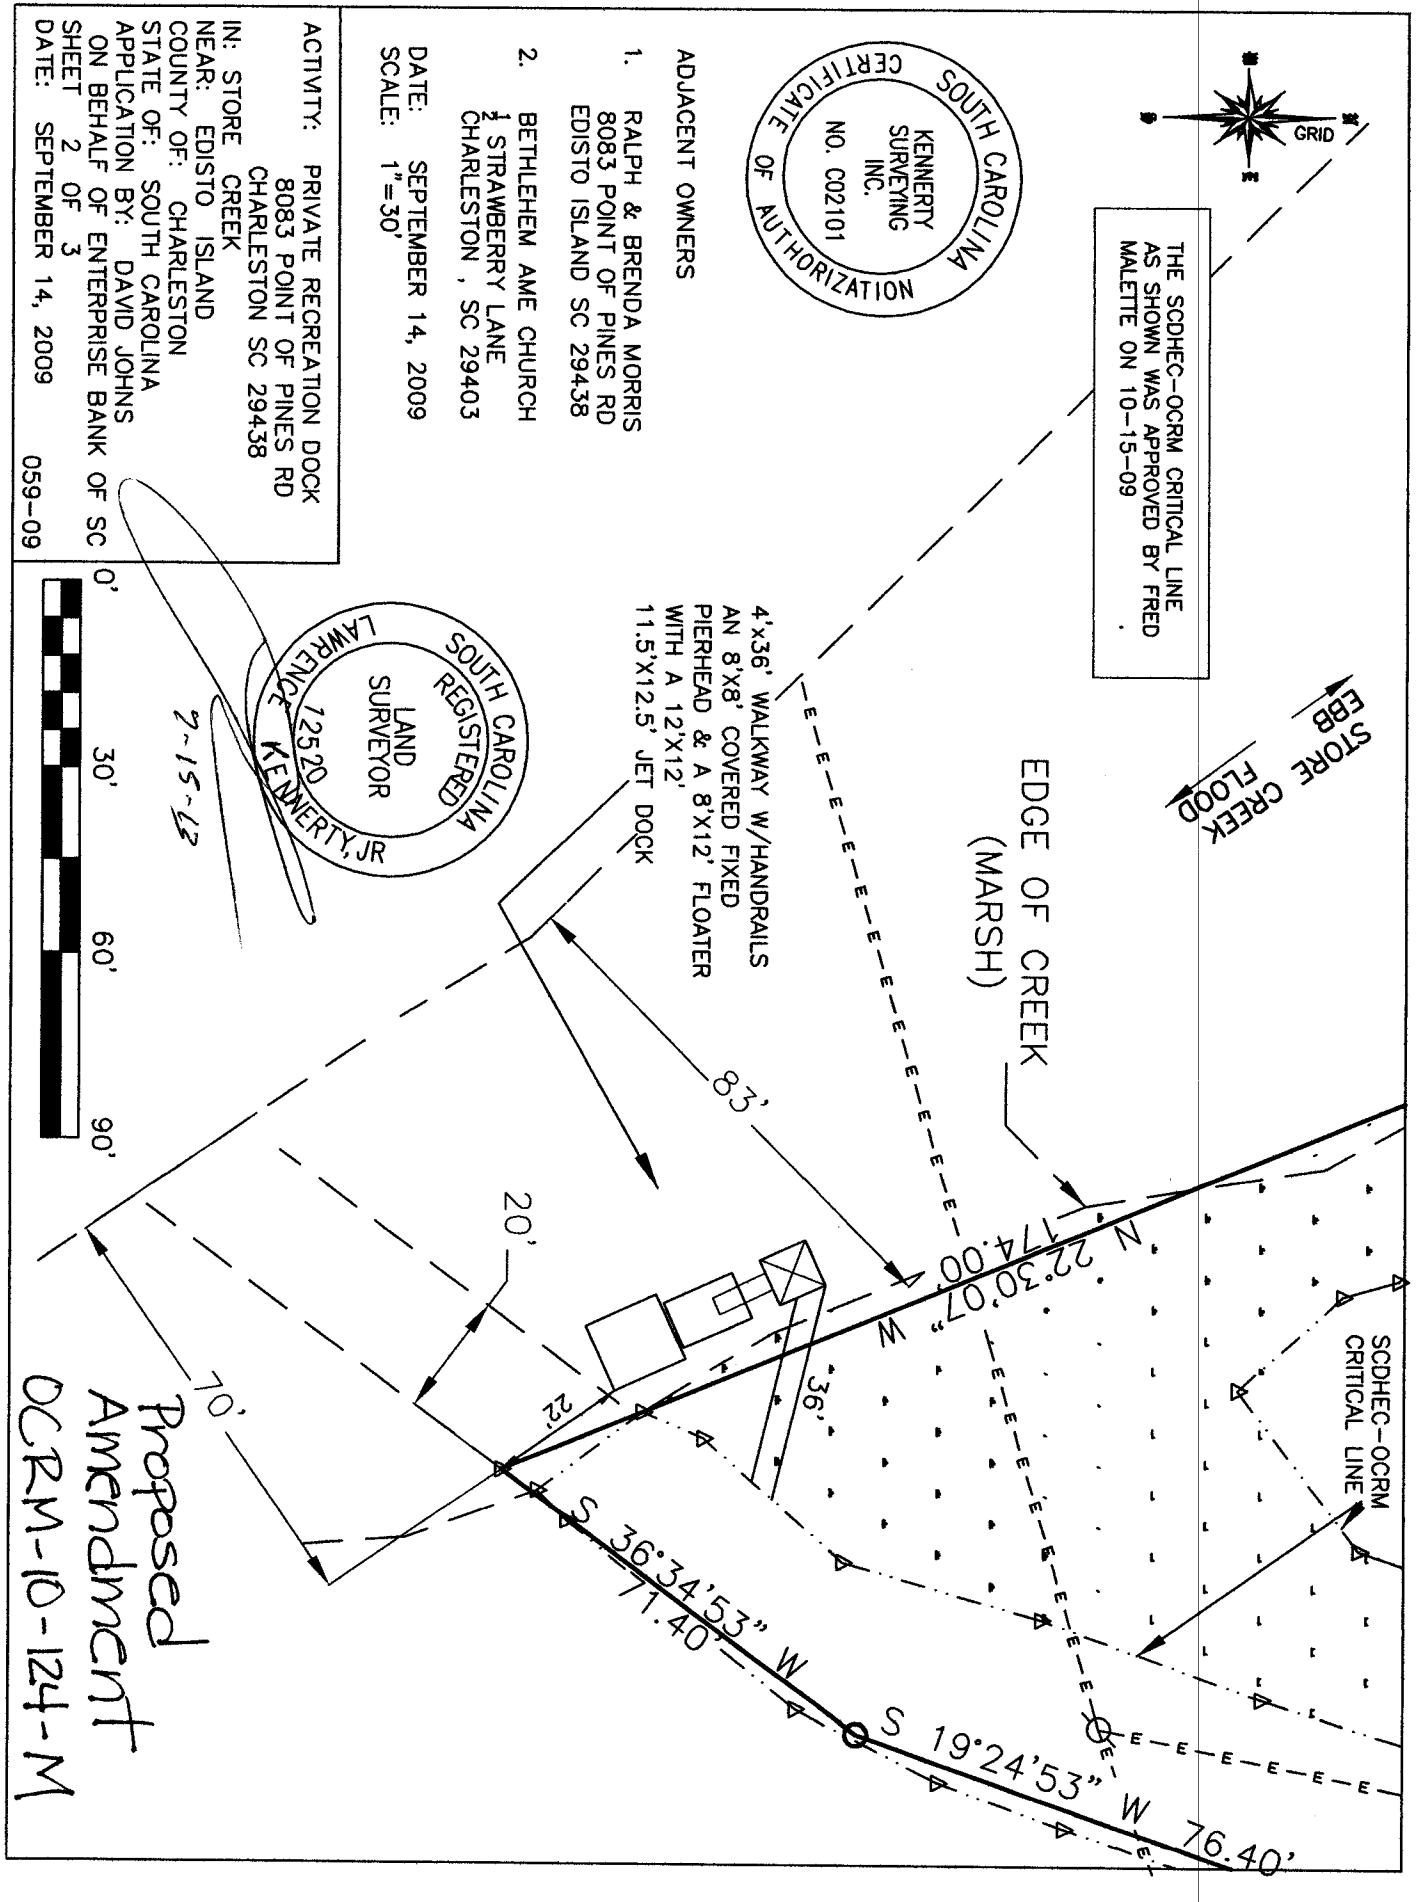 GRID
THE SCDHEC-OCRM CRITICAL LINE
AS SHOWN WAS APPROVED BY FRED
MALETTE ON 10-15-09
STORE CREEK
EBB
FLOOD
SCDHEC-OCRM
CRITICAL LINE
EDGE OF CREEK
(MARSH)
SOUTH CAROLINA
CERTIFICATE OF AUTHORIZATION
KENNERTY
SURVEYING
INC.
NO. C02101
ADJACENT OWNERS
1. RALPH & BRENDA MORRIS
8083 POINT OF PINES RD
EDISTO ISLAND SC 29438
2. BETHLEHEM AME CHURCH
½ STRAWBERRY LANE
CHARLESTON , SC 29403
DATE: SEPTEMBER 14, 2009
SCALE: 1"=30'
4'x36' WALKWAY W/HANDRAILS
AN 8'X8' COVERED FIXED
PIERHEAD & A 8'X12' FLOATER
WITH A 12'X12'
11.5'X12.5' JET DOCK
N 22°30'07" W
174.00
83'
36'
20'
22'
70'
S 36°34'53" W
71.40'
S 19°24'53" W 76.40'
SOUTH CAROLINA
REGISTERED
LAND
SURVEYOR
12520
LAWRENCE KENNERTY, JR
ACTIVITY: PRIVATE RECREATION DOCK
8083 POINT OF PINES RD
CHARLESTON SC 29438
IN: STORE CREEK
NEAR: EDISTO ISLAND
COUNTY OF: CHARLESTON
STATE OF: SOUTH CAROLINA
APPLICATION BY: DAVID JOHNS
ON BEHALF OF ENTERPRISE BANK OF SC
SHEET 2 OF 3
DATE: SEPTEMBER 14, 2009 059-09
0' 30' 60' 90'
Proposed
Amendment
OCRM-10-124-M